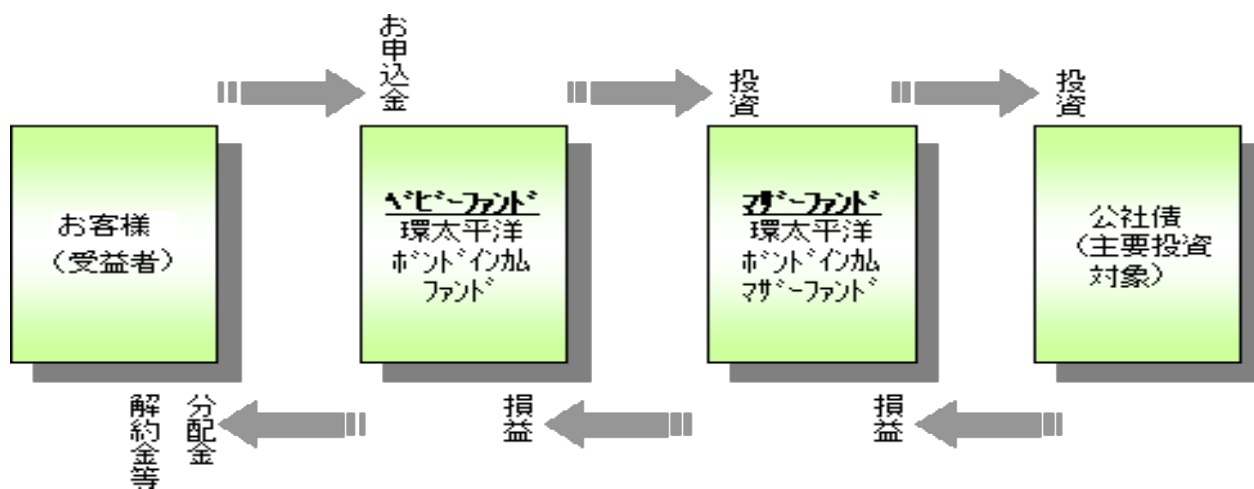 お申込金
投資
投資
お客様
(受益者)
ベビーファンド
環太平洋
ボンドインカム
ファンド
マザーファンド
環太平洋
ボンドインカム
マザーファンド
公社債
(主要投資
対象)
分配金
解約金等
損益
損益